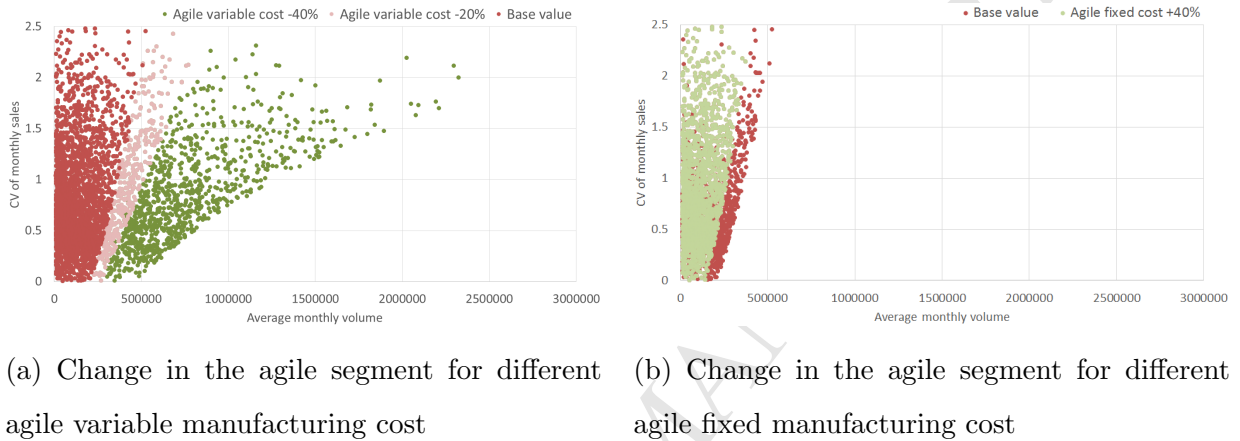 Agile variable cost -40% Agile variable cost -20% Base value
2.5
2
1.5
1
0.5
0
CV of monthly sales
0 500000 1000000 1500000 2000000 2500000 3000000
Average monthly volume
Base value Agile fixed cost +40%
2.5
2
1.5
1
0.5
0
CV of monthly sales
0 500000 1000000 1500000 2000000 2500000 3000000
Average monthly volume
(a) Change in the agile segment for different
agile variable manufacturing cost
(b) Change in the agile segment for different
agile fixed manufacturing cost